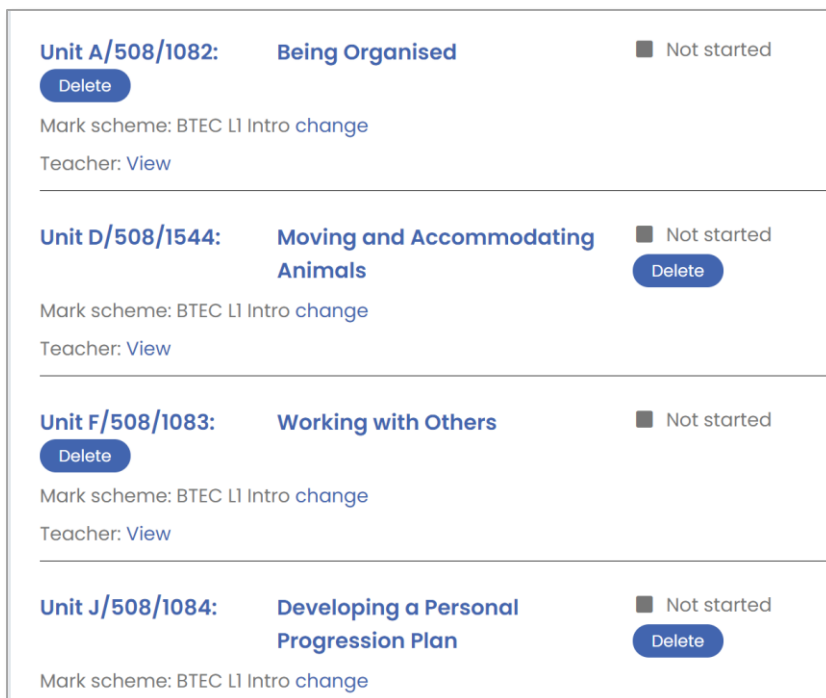 Unit A/508/1082: Being Organised Not started
Delete
Mark scheme: BTEC L1 Intro change
Teacher: View
Unit D/508/1544: Moving and Accommodating Not started
Animals Delete
Mark scheme: BTEC L1 Intro change
Teacher: View
Unit F/508/1083: Working with Others Not started
Delete
Mark scheme: BTEC L1 Intro change
Teacher: View
Unit J/508/1084: Developing a Personal Not started
Progression Plan Delete
Mark scheme: BTEC L1 Intro change